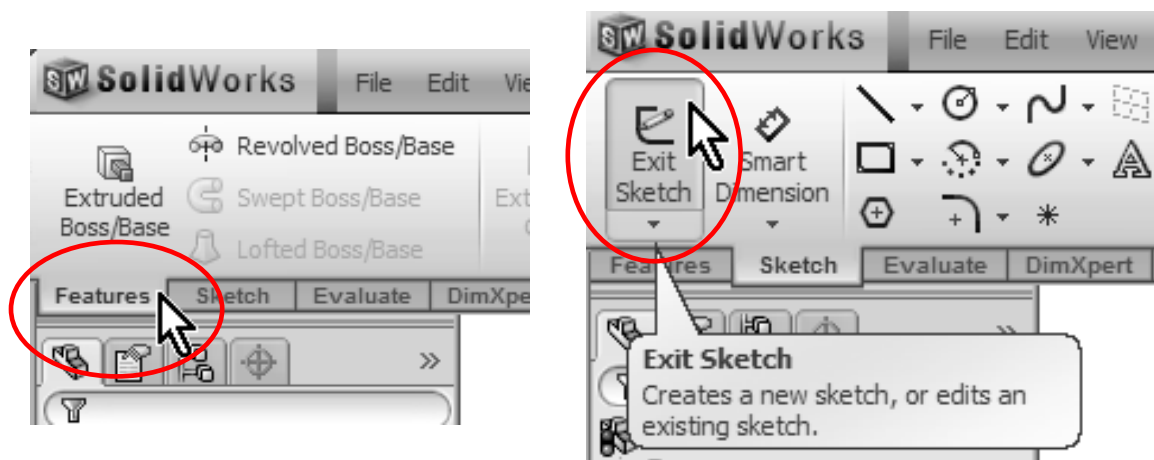 SolidWorks File Edit
Revolved Boss/Base
Extruded Boss/Base
Swept Boss/Base
Lofted Boss/Base
Features Sketch Evaluate
SolidWorks File Edit View
Exit Sketch
Smart Dimension
Features Sketch Evaluate DimXpert
Exit Sketch
Creates a new sketch, or edits an
existing sketch.